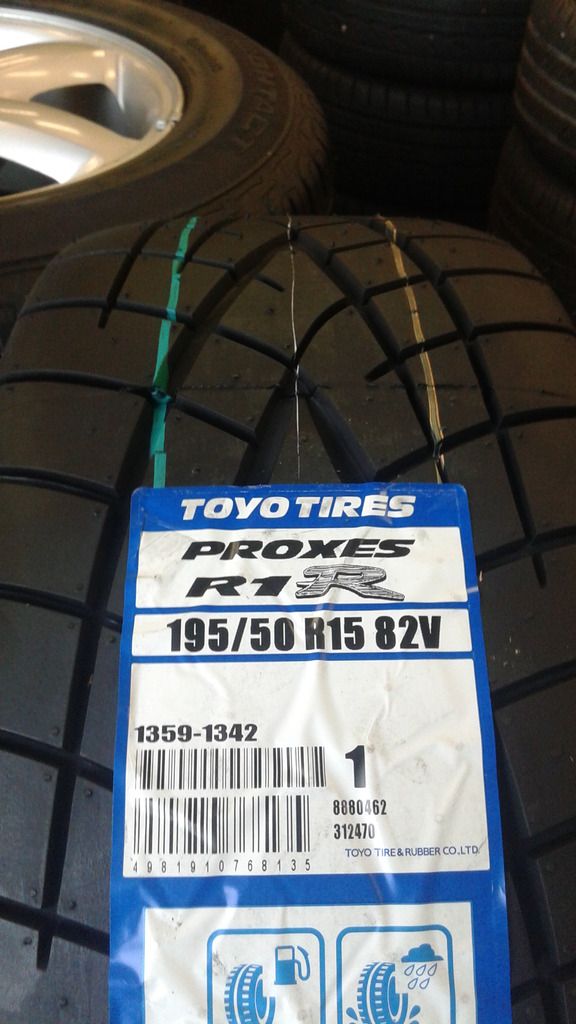 TOYO TIRES
PROXES
R1R
195/50 R15 82V
1359-1342
1
8880462
312470
TOYO TIRE & RUBBER CO.,LTD.
4981910768135